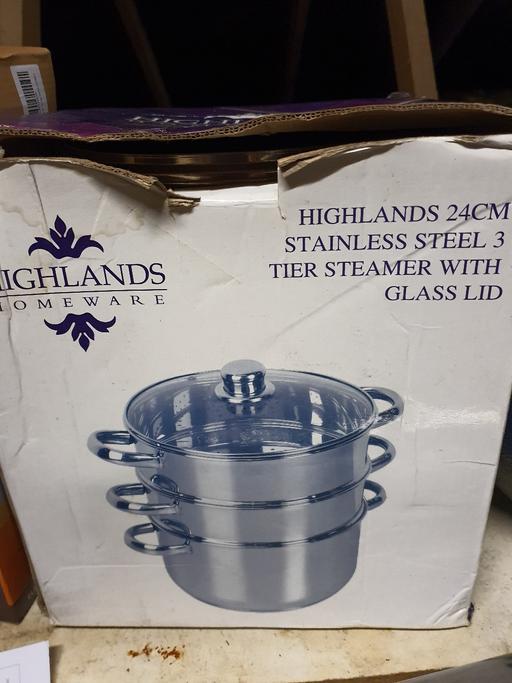 HIGHLANDS 24CM
STAINLESS STEEL 3
TIER STEAMER WITH
GLASS LID
HIGHLANDS
HOMEWARE